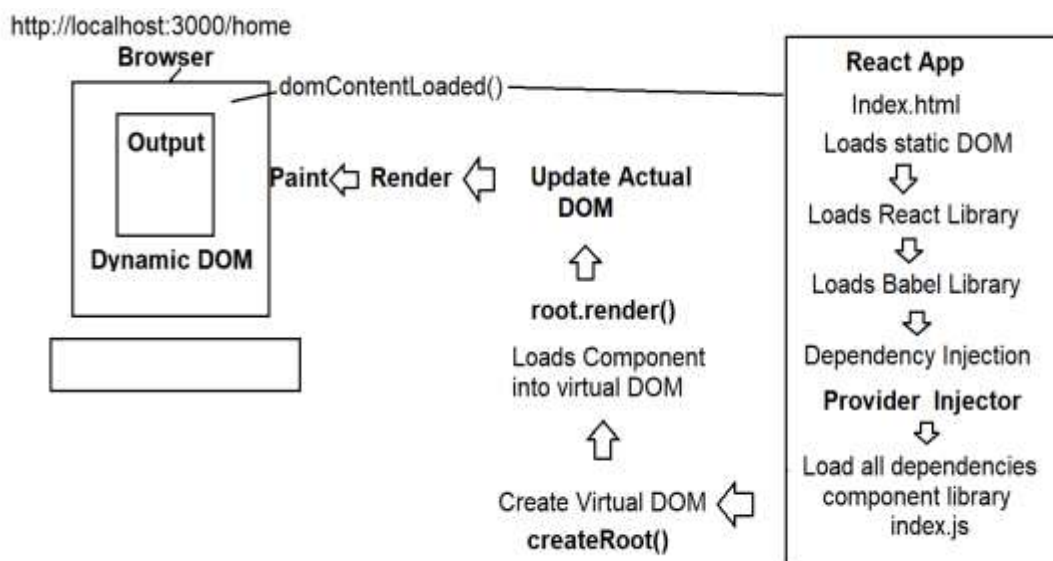 http://localhost:3000/home
Browser
domContentLoaded()
Output
Dynamic DOM
Paint
Render
Update Actual
DOM
root.render()
Loads Component
into virtual DOM
Create Virtual DOM
createRoot()
React App
Index.html
Loads static DOM
Loads React Library
Loads Babel Library
Dependency Injection
Provider Injector
Load all dependencies
component library
index.js